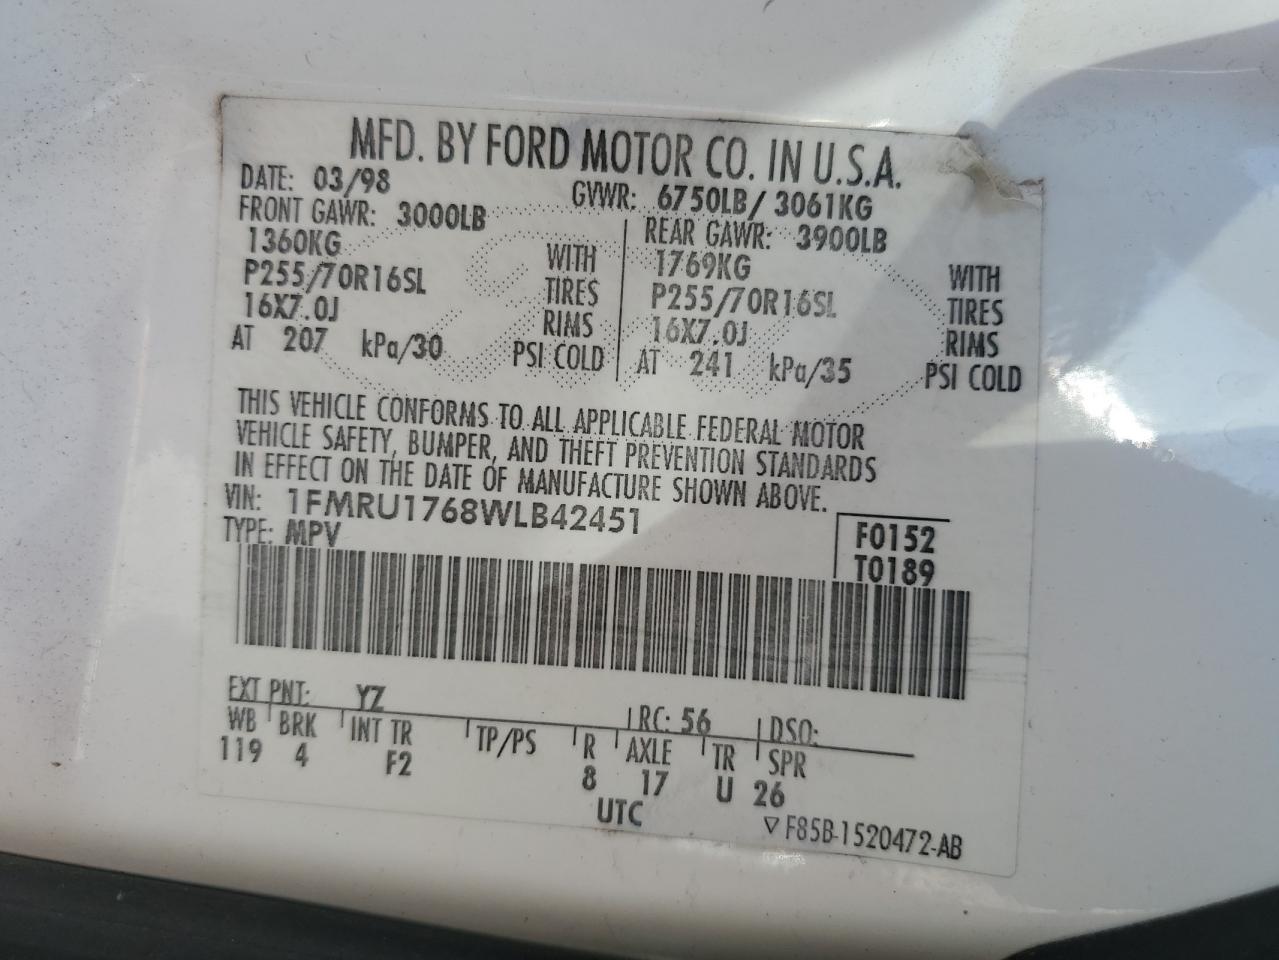 MFD. BY FORD MOTOR CO. IN U.S.A.
DATE: 03/98 GVWR: 6750LB/ 3061KG
FRONT GAWR: 3000LB REAR GAWR: 3900LB
1360KG WITH 1769KG WITH
P255/70R16SL TIRES P255/70R16SL TIRES
16X7.0J RIMS 16X7.0J RIMS
AT 207 kPa/30 PSI COLD AT 241 kPa/35 PSI COLD
THIS VEHICLE CONFORMS TO ALL APPLICABLE FEDERAL MOTOR
VEHICLE SAFETY, BUMPER, AND THEFT PREVENTION STANDARDS
IN EFFECT ON THE DATE OF MANUFACTURE SHOWN ABOVE.
VIN: 1FMRU1768WLB42451
TYPE: MPV F0152
T0189
EXT PNT: YZ RC: 56 DSO:
WB BRK INT TR TP/PS R AXLE TR SPR
119 4 F2 8 17 U 26
UTC
▽ F85B-1520472-AB